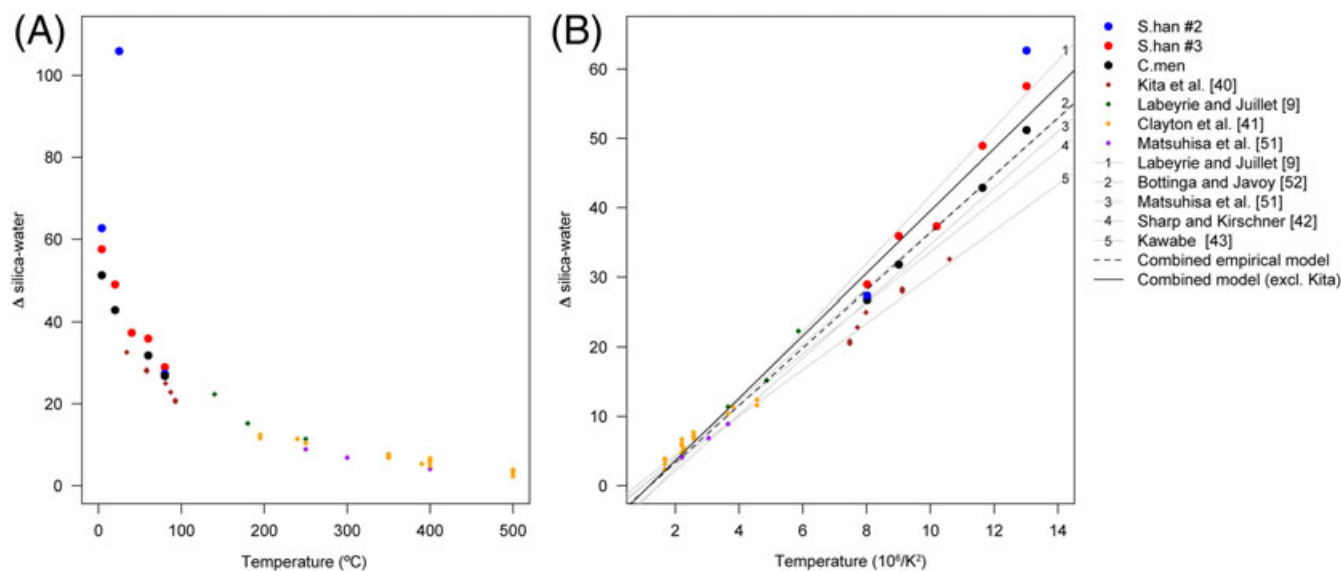 (A)
100
80
60
40
20
0
Δ silica-water
0 100 200 300 400 500
Temperature (ºC)
(B)
60
50
40
30
20
10
0
Δ silica-water
1
2
3
4
5
2 4 6 8 10 12 14
Temperature (10⁶/K²)
S.han #2
S.han #3
C.men
Kita et al. [40]
Labeyrie and Juillet [9]
Clayton et al. [41]
Matsuhisa et al. [51]
1 Labeyrie and Juillet [9]
2 Bottinga and Javoy [52]
3 Matsuhisa et al. [51]
4 Sharp and Kirschner [42]
5 Kawabe [43]
Combined empirical model
Combined model (excl. Kita)